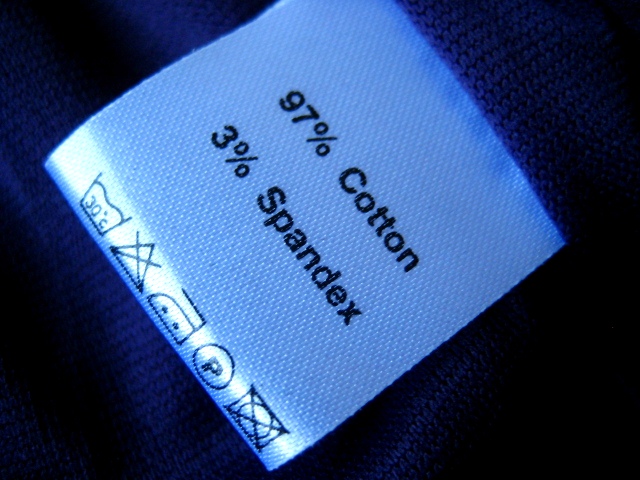 97% Cotton
3% Spandex
30°c
P